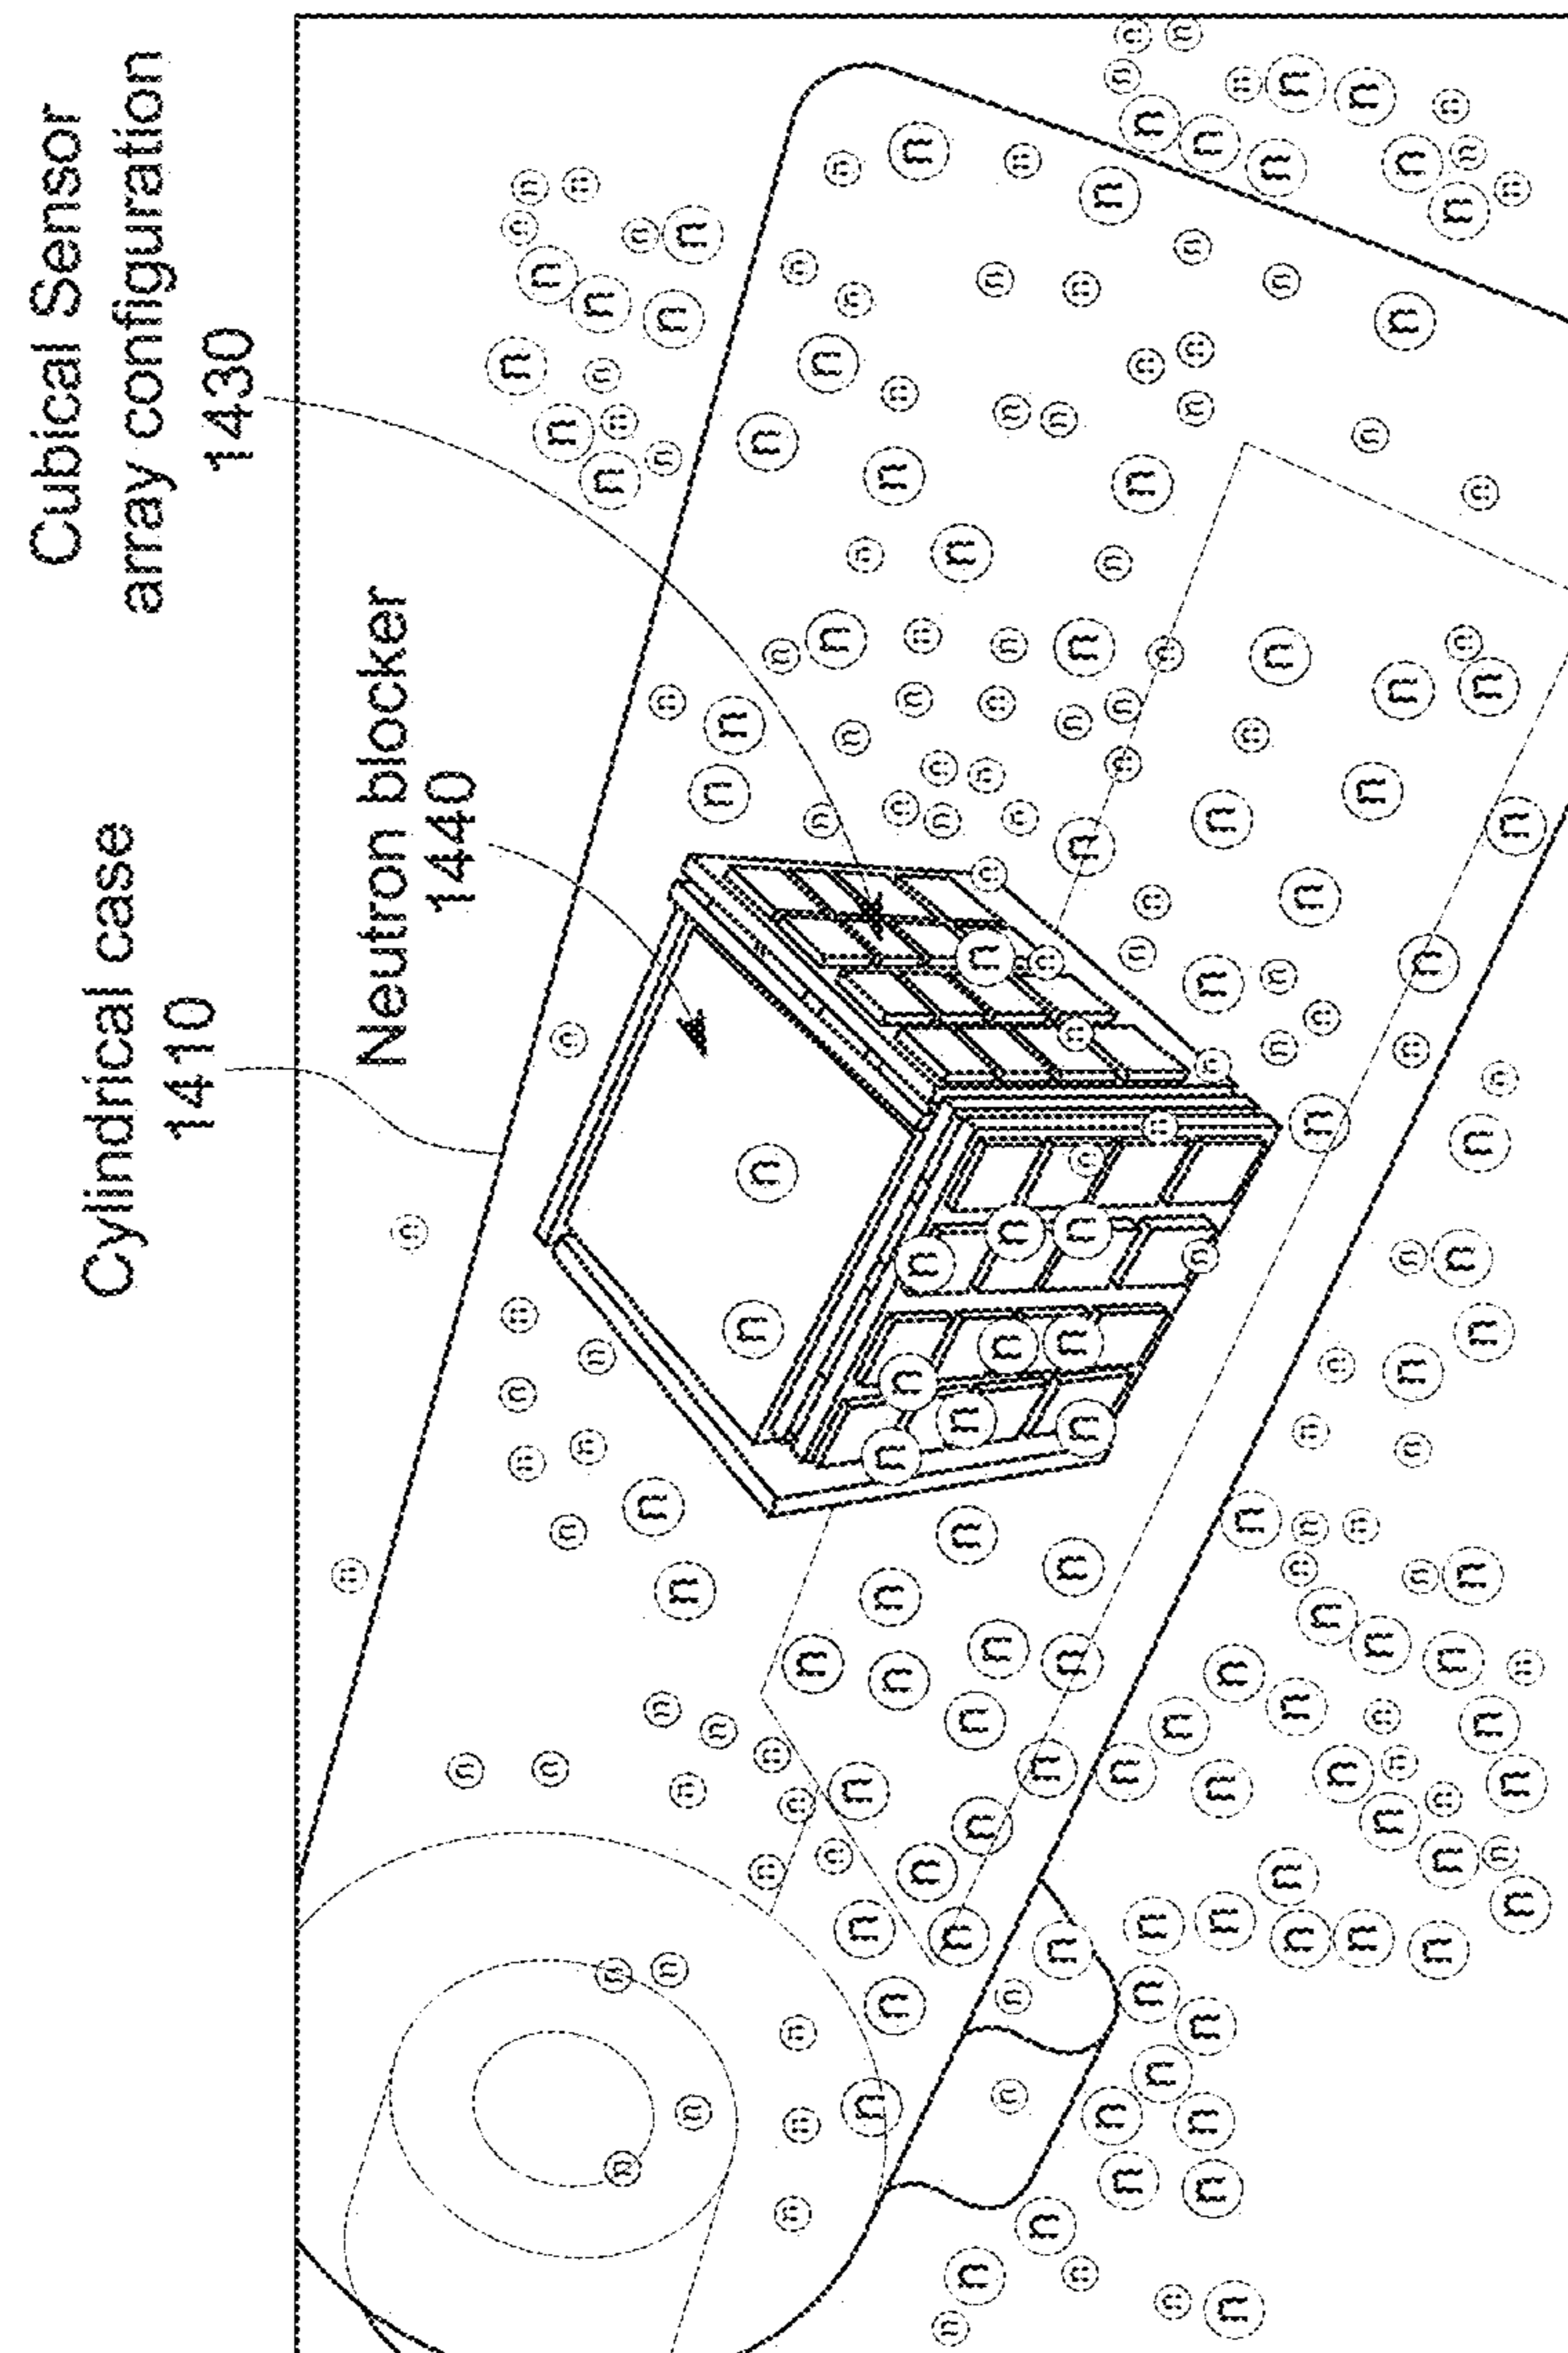 Cylindrical case
1410
Cubical Sensor
array configuration
1430
Neutron blocker
1440